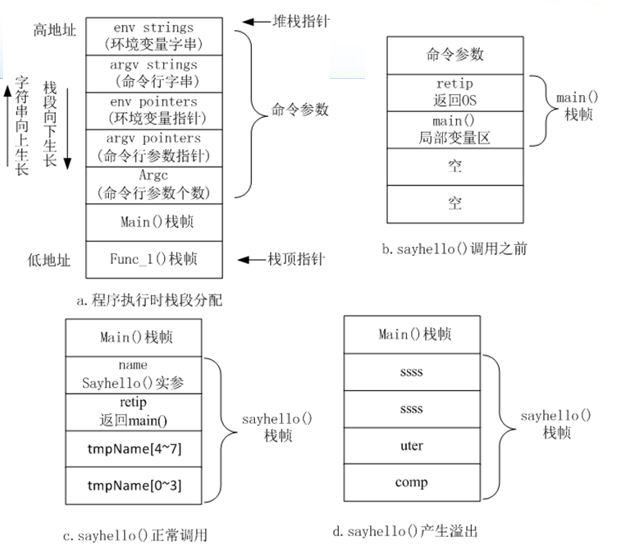 高地址
env strings
(环境变量字串)
堆栈指针
argv strings
(命令行字串)
env pointers
(环境变量指针)
argv pointers
(命令行参数指针)
Argc
(命令行参数个数)
命令参数
字符串向上生长
栈段向下生长
Main()栈帧
低地址
Func_1()栈帧
栈顶指针
a.程序执行时栈段分配
命令参数
retip
返回OS
main()
局部变量区
空
空
main()
栈帧
b.sayhello()调用之前
Main()栈帧
name
Sayhello()实参
retip
返回main()
tmpName[4~7]
tmpName[0~3]
sayhello()
栈帧
c.sayhello()正常调用
Main()栈帧
ssss
ssss
uter
comp
sayhello()
栈帧
d.sayhello()产生溢出